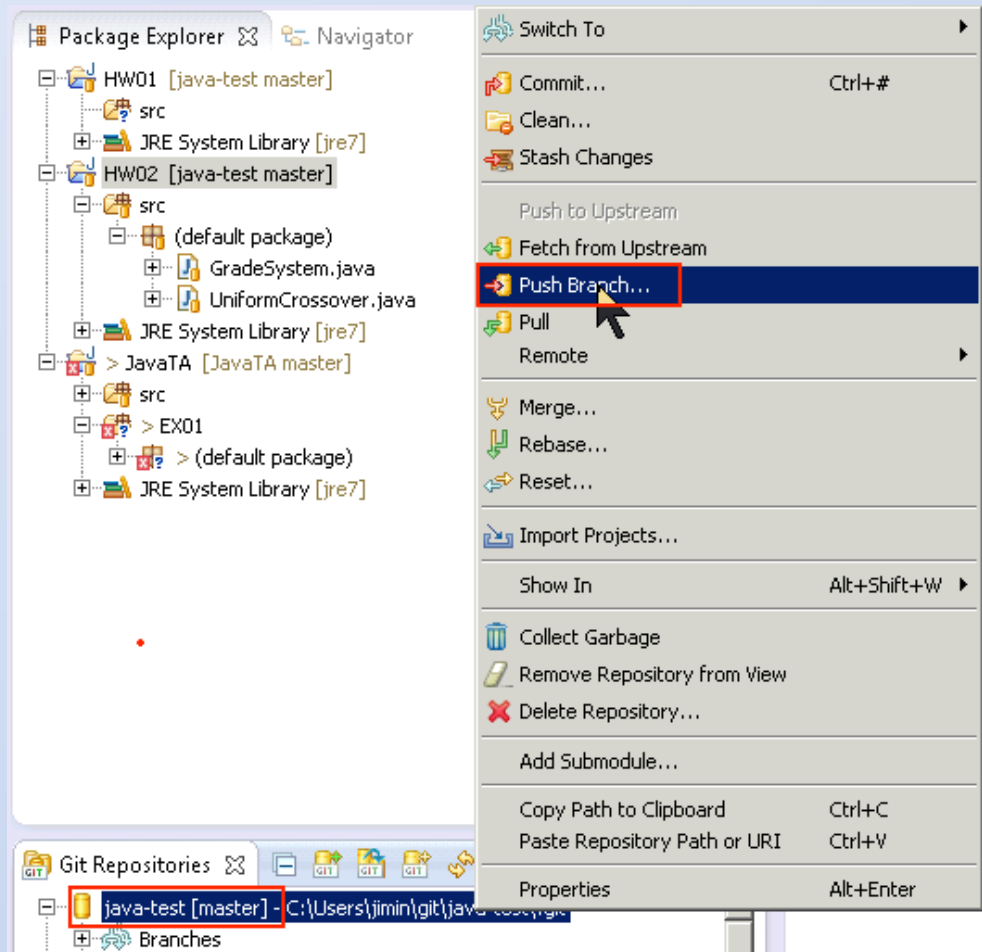 Package Explorer
Navigator
HW01 [java-test master]
src
JRE System Library [jre7]
HW02 [java-test master]
src
(default package)
GradeSystem.java
UniformCrossover.java
JRE System Library [jre7]
> JavaTA [JavaTA master]
src
> EX01
> (default package)
JRE System Library [jre7]
Switch To
Commit... Ctrl+#
Clean...
Stash Changes
Push to Upstream
Fetch from Upstream
Push Branch...
Pull
Remote
Merge...
Rebase...
Reset...
Import Projects...
Show In Alt+Shift+W
Collect Garbage
Remove Repository from View
Delete Repository...
Add Submodule...
Copy Path to Clipboard Ctrl+C
Paste Repository Path or URI Ctrl+V
Properties Alt+Enter
Git Repositories
java-test [master] - C:\Users\jimin\git\
Branches